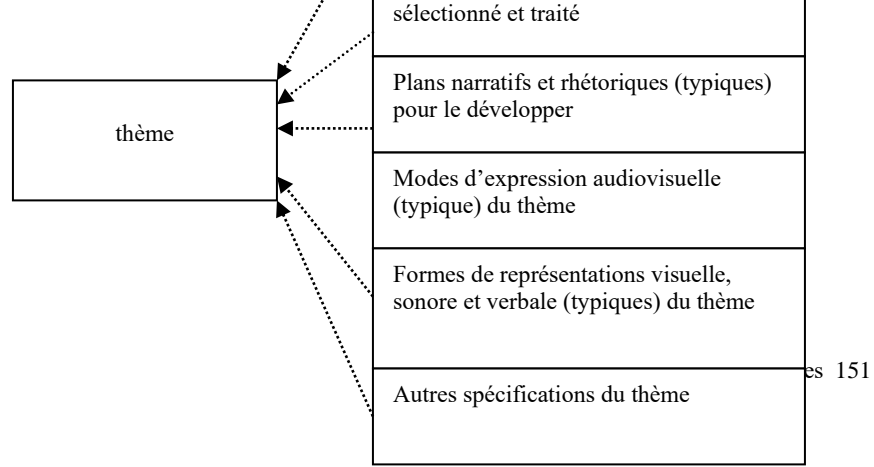 sélectionné et traité
Plans narratifs et rhétoriques (typiques)
pour le développer
thème
Modes d’expression audiovisuelle
(typique) du thème
Formes de représentations visuelle,
sonore et verbale (typiques) du thème
151
Autres spécifications du thème